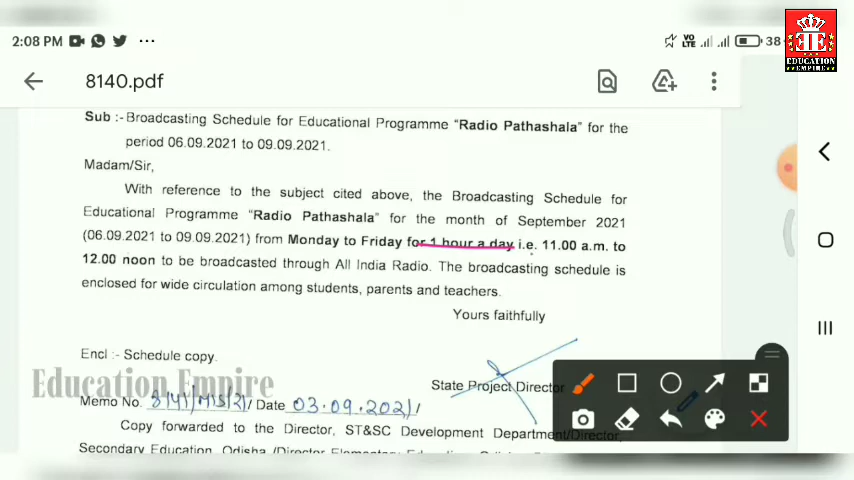 2:08 PM ...
VO LTE 38
EDUCATION
EMPIRE
8140.pdf
Sub :- Broadcasting Schedule for Educational Programme "Radio Pathashala" for the
period 06.09.2021 to 09.09.2021.
Madam/Sir,
With reference to the subject cited above, the Broadcasting Schedule for
Educational Programme "Radio Pathashala" for the month of September 2021
(06.09.2021 to 09.09.2021) from Monday to Friday for 1 hour a day i.e. 11.00 a.m. to
12.00 noon to be broadcasted through All India Radio. The broadcasting schedule is
enclosed for wide circulation among students, parents and teachers.
Yours faithfully
Encl :- Schedule copy.
Education Empire
State Project Director
Memo No. / Date 03.09.2021/
Copy forwarded to the Director, ST&SC Development Department/Director,
Secondary Education, Odisha /Director Elementary Education,